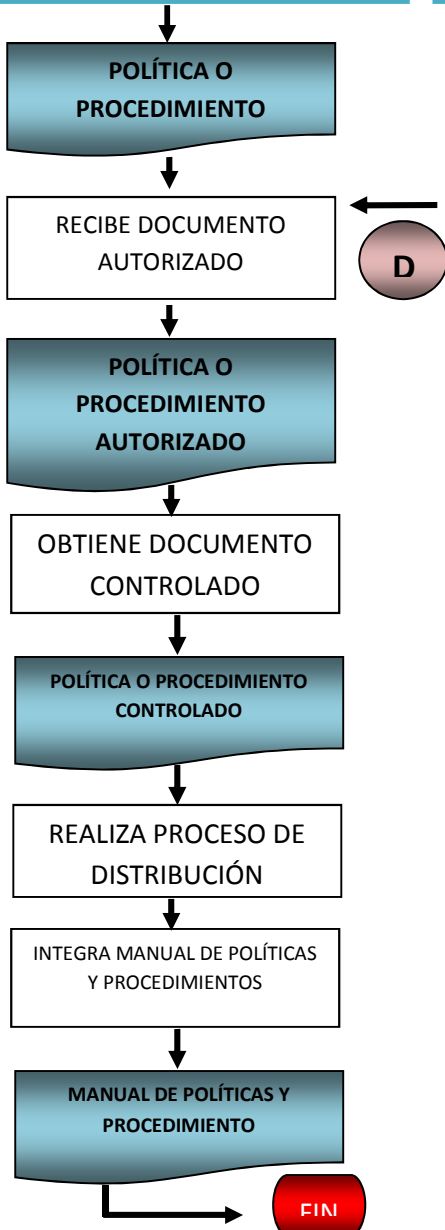 POLÍTICA O
PROCEDIMIENTO
RECIBE DOCUMENTO
AUTORIZADO
D
POLÍTICA O
PROCEDIMIENTO
AUTORIZADO
OBTIENE DOCUMENTO
CONTROLADO
POLÍTICA O PROCEDIMIENTO
CONTROLADO
REALIZA PROCESO DE
DISTRIBUCIÓN
INTEGRA MANUAL DE POLÍTICAS
Y PROCEDIMIENTOS
MANUAL DE POLÍTICAS Y
PROCEDIMIENTO
FIN